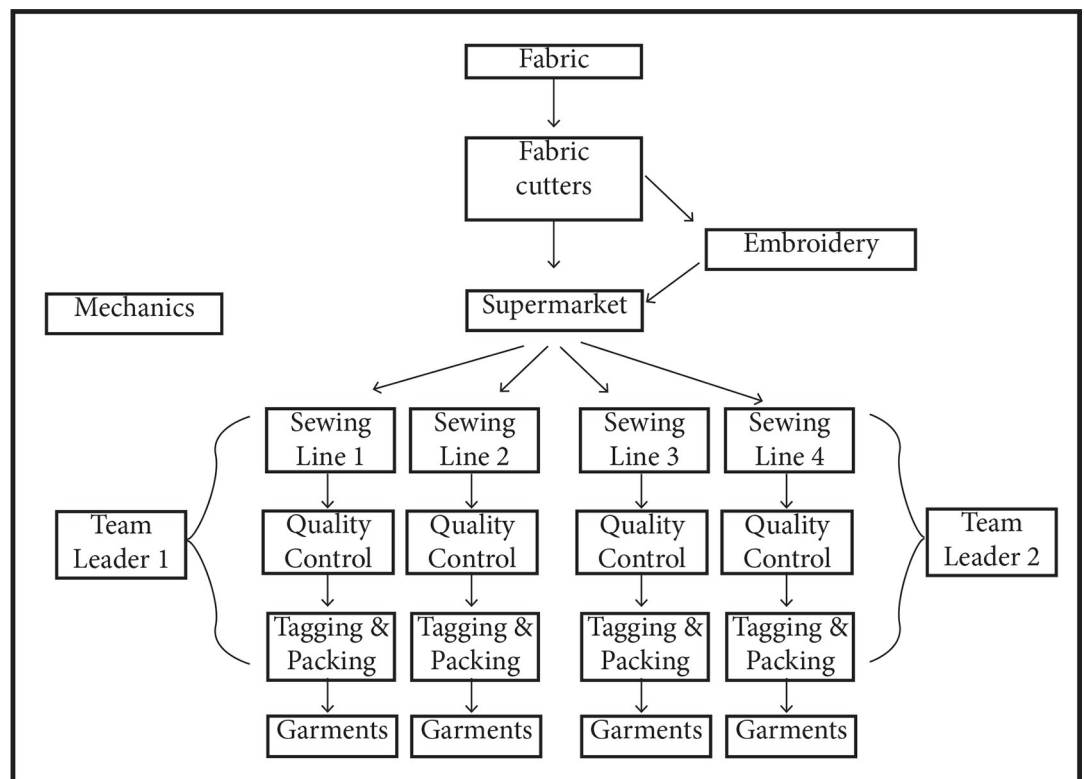 Fabric
Fabric
cutters
Embroidery
Mechanics
Supermarket
Sewing
Line 1
Sewing
Line 2
Sewing
Line 3
Sewing
Line 4
Team
Leader 1
Quality
Control
Quality
Control
Quality
Control
Quality
Control
Team
Leader 2
Tagging &
Packing
Tagging &
Packing
Tagging &
Packing
Tagging &
Packing
Garments
Garments
Garments
Garments